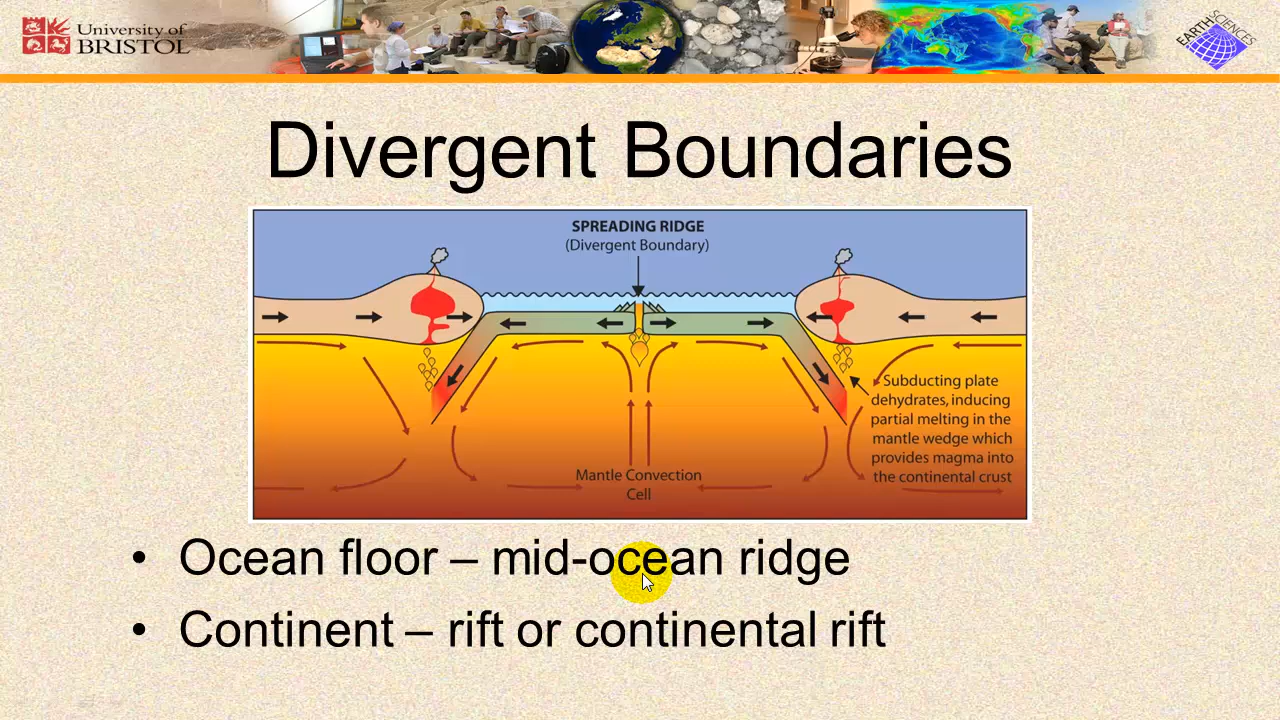 University of
BRISTOL
EARTH SCIENCES
Divergent Boundaries
SPREADING RIDGE
(Divergent Boundary)
Subducting plate
dehydrates, inducing
partial melting in the
mantle wedge which
provides magma into
the continental crust
Mantle Convection
Cell
• Ocean floor – mid-ocean ridge
• Continent – rift or continental rift